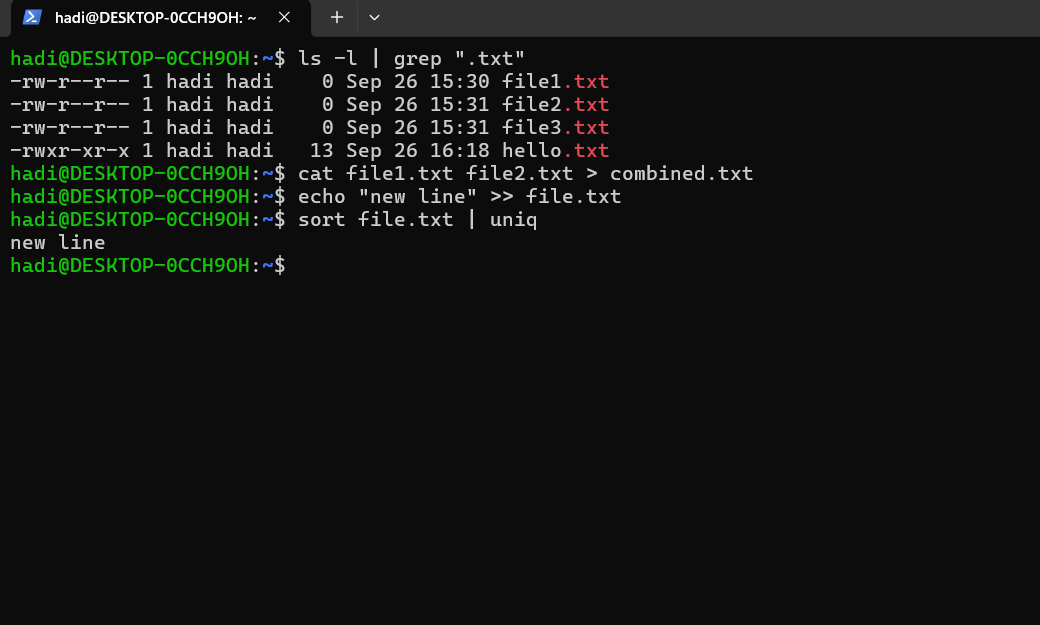 hadi@DESKTOP-0CCH9OH: ~
hadi@DESKTOP-0CCH9OH:~$ ls -l | grep ".txt"
-rw-r--r-- 1 hadi hadi    0 Sep 26 15:30 file1.txt
-rw-r--r-- 1 hadi hadi    0 Sep 26 15:31 file2.txt
-rw-r--r-- 1 hadi hadi    0 Sep 26 15:31 file3.txt
-rwxr-xr-x 1 hadi hadi   13 Sep 26 16:18 hello.txt
hadi@DESKTOP-0CCH9OH:~$ cat file1.txt file2.txt > combined.txt
hadi@DESKTOP-0CCH9OH:~$ echo "new line" >> file.txt
hadi@DESKTOP-0CCH9OH:~$ sort file.txt | uniq
new line
hadi@DESKTOP-0CCH9OH:~$